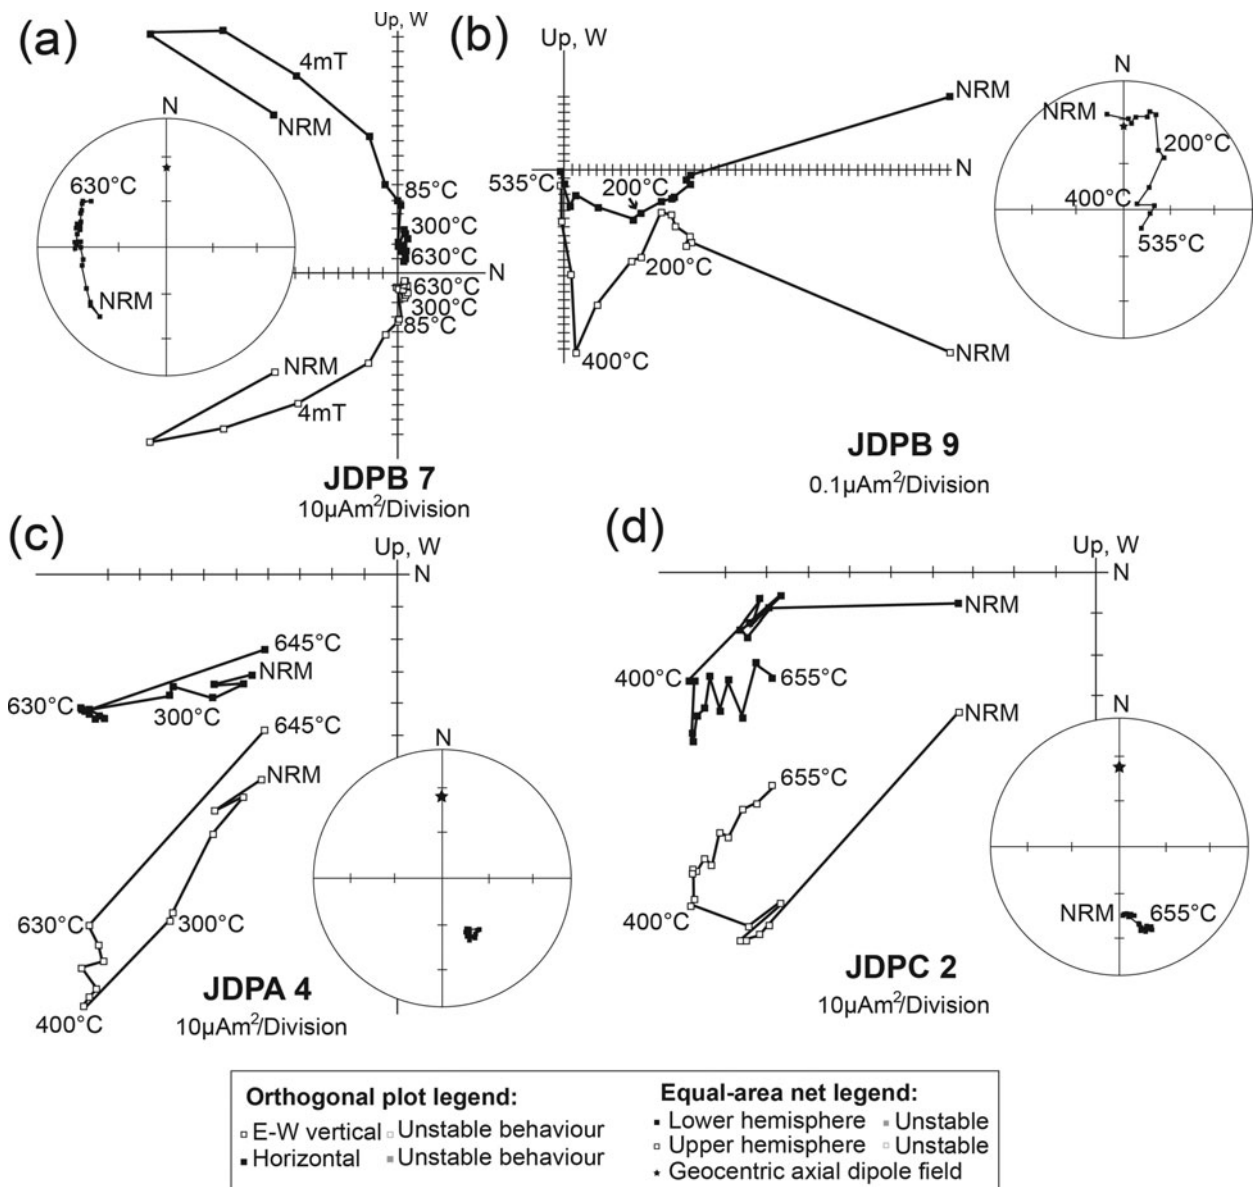 (a)
Up, W
4mT
NRM
N
630°C
NRM
85°C
300°C
630°C
N
630°C
300°C
85°C
NRM
4mT
JDPB 7
10µAm²/Division
(b)
Up, W
NRM
N
535°C
200°C
200°C
NRM
400°C
N
NRM
200°C
400°C
535°C
JDPB 9
0.1µAm²/Division
(c)
Up, W
N
645°C
NRM
630°C
300°C
645°C
NRM
630°C
300°C
400°C
N
JDPA 4
10µAm²/Division
(d)
Up, W
N
NRM
400°C
655°C
NRM
655°C
400°C
N
NRM
655°C
JDPC 2
10µAm²/Division
Orthogonal plot legend:
E-W vertical Unstable behaviour
Horizontal Unstable behaviour
Equal-area net legend:
Lower hemisphere Unstable
Upper hemisphere Unstable
Geocentric axial dipole field